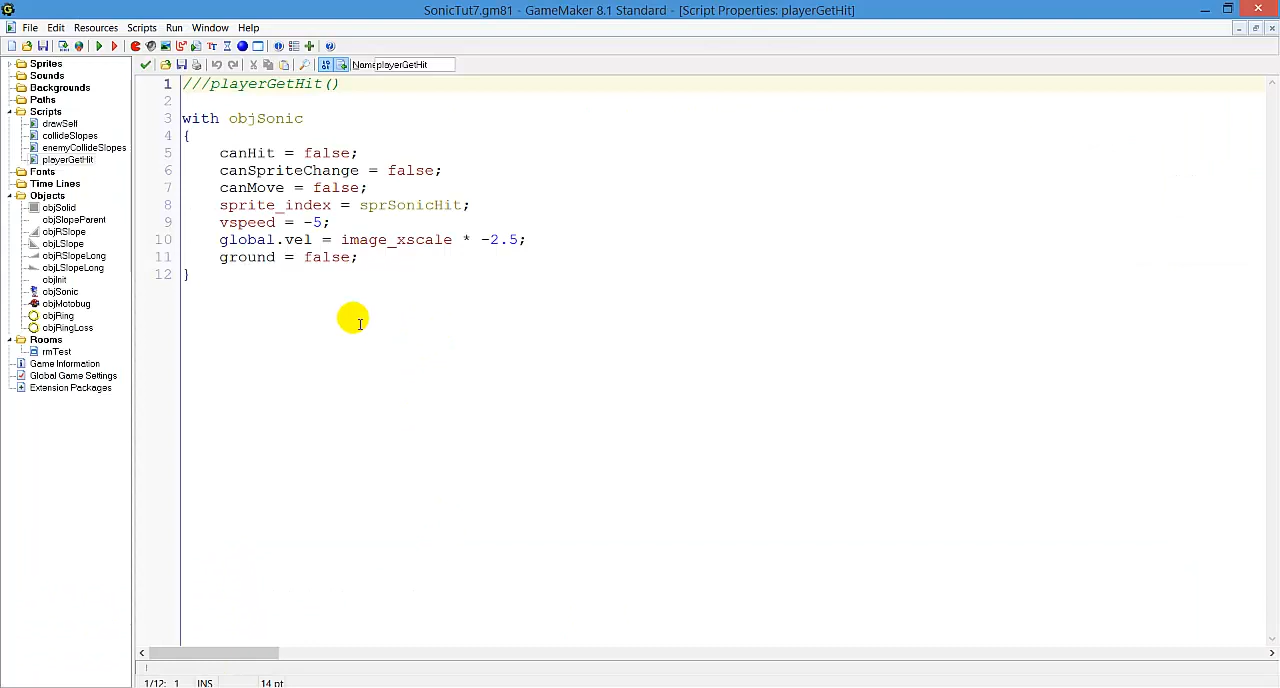 SonicTut7.gm81 - GameMaker 8.1 Standard - [Script Properties: playerGetHit]
File Edit Resources Scripts Run Window Help
Name playerGetHit
Sprites
Sounds
Backgrounds
Paths
Scripts
drawSelf
collideSlopes
enemyCollideSlopes
playerGetHit
Fonts
Time Lines
Objects
objSolid
objSlopeParent
objRSlope
objLSlope
objRSlopeLong
objLSlopeLong
objInit
objSonic
objMotobug
objRing
objRingLoss
Rooms
rmTest
Game Information
Global Game Settings
Extension Packages
1 ///playerGetHit()
2
3 with objSonic
4 {
5 canHit = false;
6 canSpriteChange = false;
7 canMove = false;
8 sprite_index = sprSonicHit;
9 vspeed = -5;
10 global.vel = image_xscale * -2.5;
11 ground = false;
12 }
1/12: 1 INS 14 pt